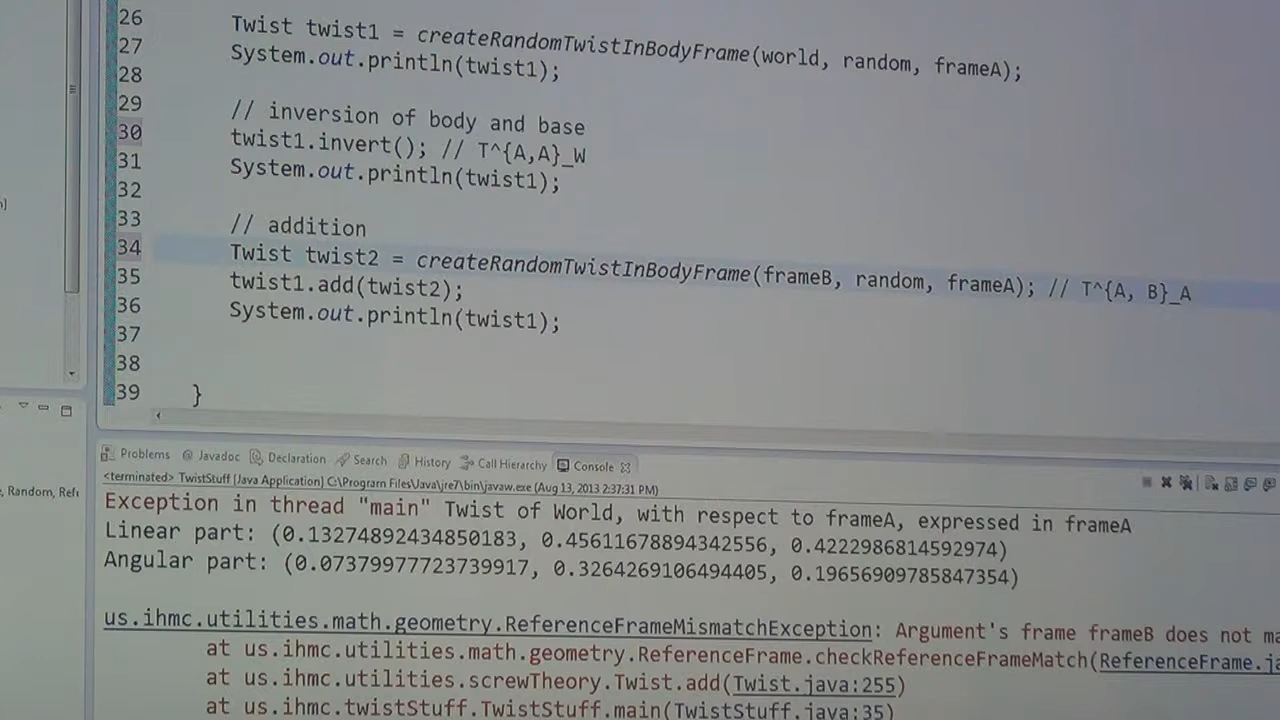 26 Twist twist1 = createRandomTwistInBodyFrame(world, random, frameA);
27 System.out.println(twist1);
28
29 // inversion of body and base
30 twist1.invert(); // T^{A,A}_W
31 System.out.println(twist1);
32
33 // addition
34 Twist twist2 = createRandomTwistInBodyFrame(frameB, random, frameA); // T^{A, B}_A
35 twist1.add(twist2);
36 System.out.println(twist1);
37
38
39 }
Problems @ Javadoc Declaration Search History Call Hierarchy Console
, Random, Refe
<terminated> TwistStuff [Java Application] C:\Program Files\Java\jre7\bin\javaw.exe (Aug 13, 2013 2:37:31 PM)
Exception in thread "main" Twist of World, with respect to frameA, expressed in frameA
Linear part: (0.13274892434850183, 0.45611678894342556, 0.4222986814592974)
Angular part: (0.07379977723739917, 0.3264269106494405, 0.19656909785847354)
us.ihmc.utilities.math.geometry.ReferenceFrameMismatchException: Argument's frame frameB does not ma
at us.ihmc.utilities.math.geometry.ReferenceFrame.checkReferenceFrameMatch(ReferenceFrame.ja
at us.ihmc.utilities.screwTheory.Twist.add(Twist.java:255)
at us.ihmc.twistStuff.TwistStuff.main(TwistStuff.java:35)